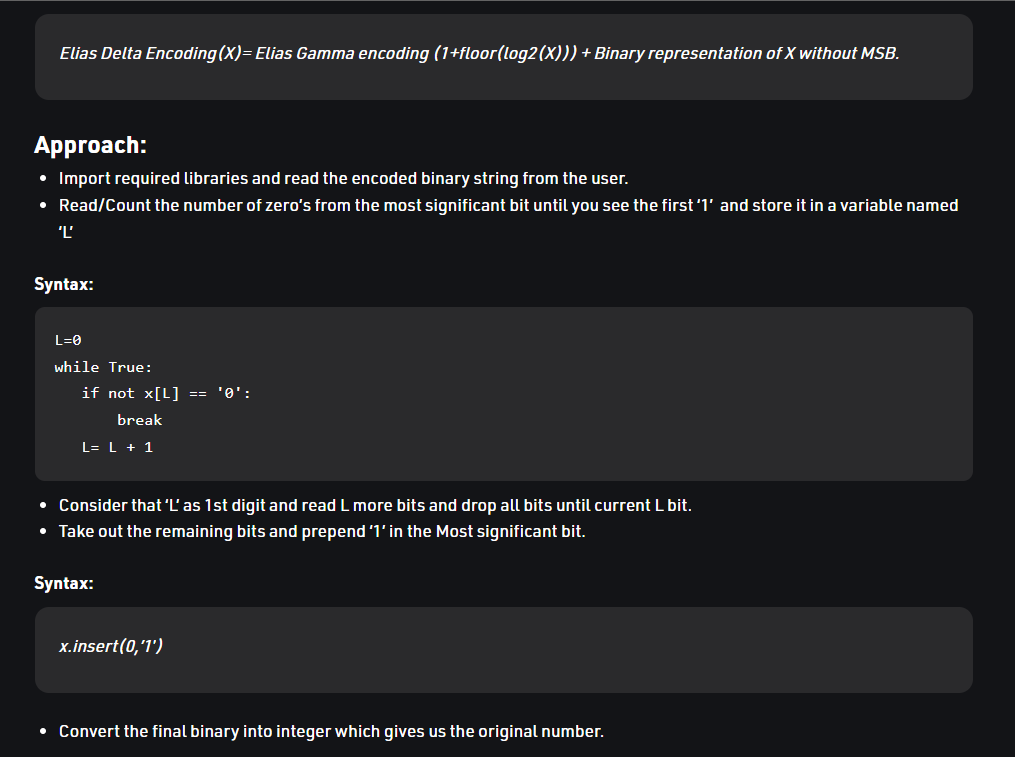 Elias Delta Encoding(X)= Elias Gamma encoding (1+floor(log2(X))) + Binary representation of X without MSB.
Approach:
• Import required libraries and read the encoded binary string from the user.
• Read/Count the number of zero’s from the most significant bit until you see the first ‘1’ and store it in a variable named
‘L’
Syntax:
L=0
while True:
   if not x[L] == '0':
       break
   L= L + 1
• Consider that ‘L’ as 1st digit and read L more bits and drop all bits until current L bit.
• Take out the remaining bits and prepend ‘1’ in the Most significant bit.
Syntax:
x.insert(0,’1′)
• Convert the final binary into integer which gives us the original number.